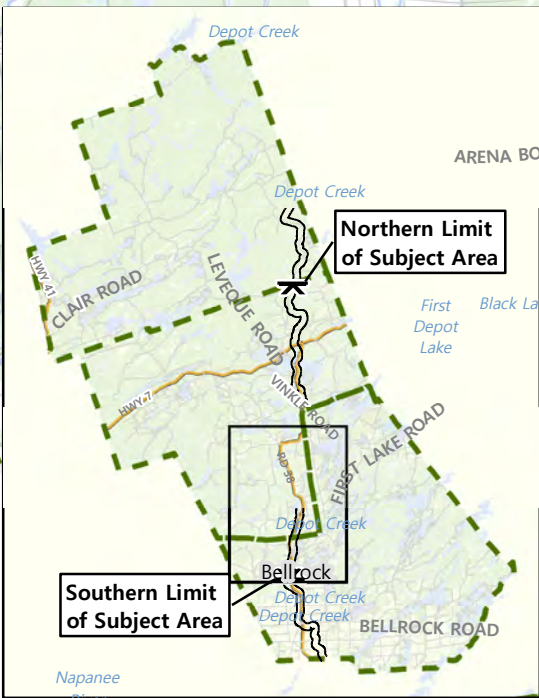 Depot Creek
ARENA BO
Depot Creek
Northern Limit
of Subject Area
HWY 41
CLAIR ROAD
LEVEQUE ROAD
First
Depot
Lake
Black La
HWY 7
VINKLE ROAD
FIRST LAKE ROAD
RD 38
Depot Creek
Bellrock
Southern Limit
of Subject Area
Depot Creek
Depot Creek
BELLROCK ROAD
Napanee
River